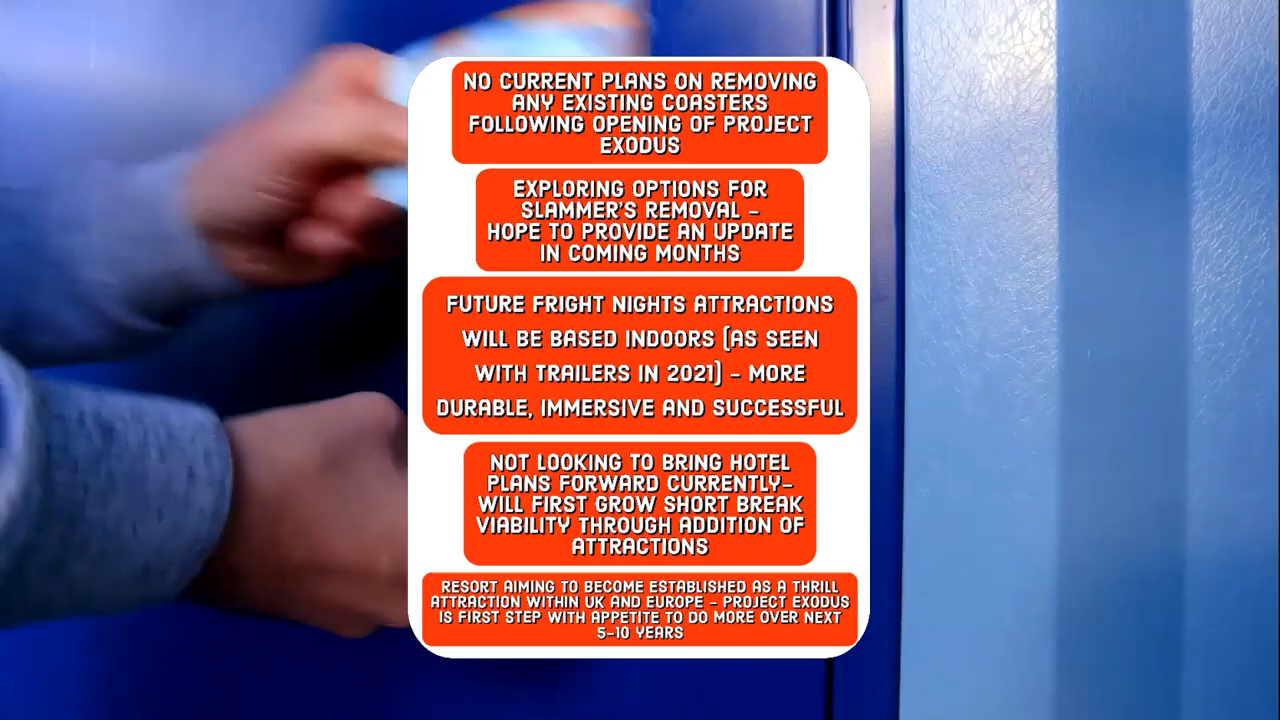 NO CURRENT PLANS ON REMOVING
ANY EXISTING COASTERS
FOLLOWING OPENING OF PROJECT
EXODUS
EXPLORING OPTIONS FOR
SLAMMER'S REMOVAL -
HOPE TO PROVIDE AN UPDATE
IN COMING MONTHS
FUTURE FRIGHT NIGHTS ATTRACTIONS
WILL BE BASED INDOORS (AS SEEN
WITH TRAILERS IN 2021) - MORE
DURABLE, IMMERSIVE AND SUCCESSFUL
NOT LOOKING TO BRING HOTEL
PLANS FORWARD CURRENTLY-
WILL FIRST GROW SHORT BREAK
VIABILITY THROUGH ADDITION OF
ATTRACTIONS
RESORT AIMING TO BECOME ESTABLISHED AS A THRILL
ATTRACTION WITHIN UK AND EUROPE - PROJECT EXODUS
IS FIRST STEP WITH APPETITE TO DO MORE OVER NEXT
5-10 YEARS